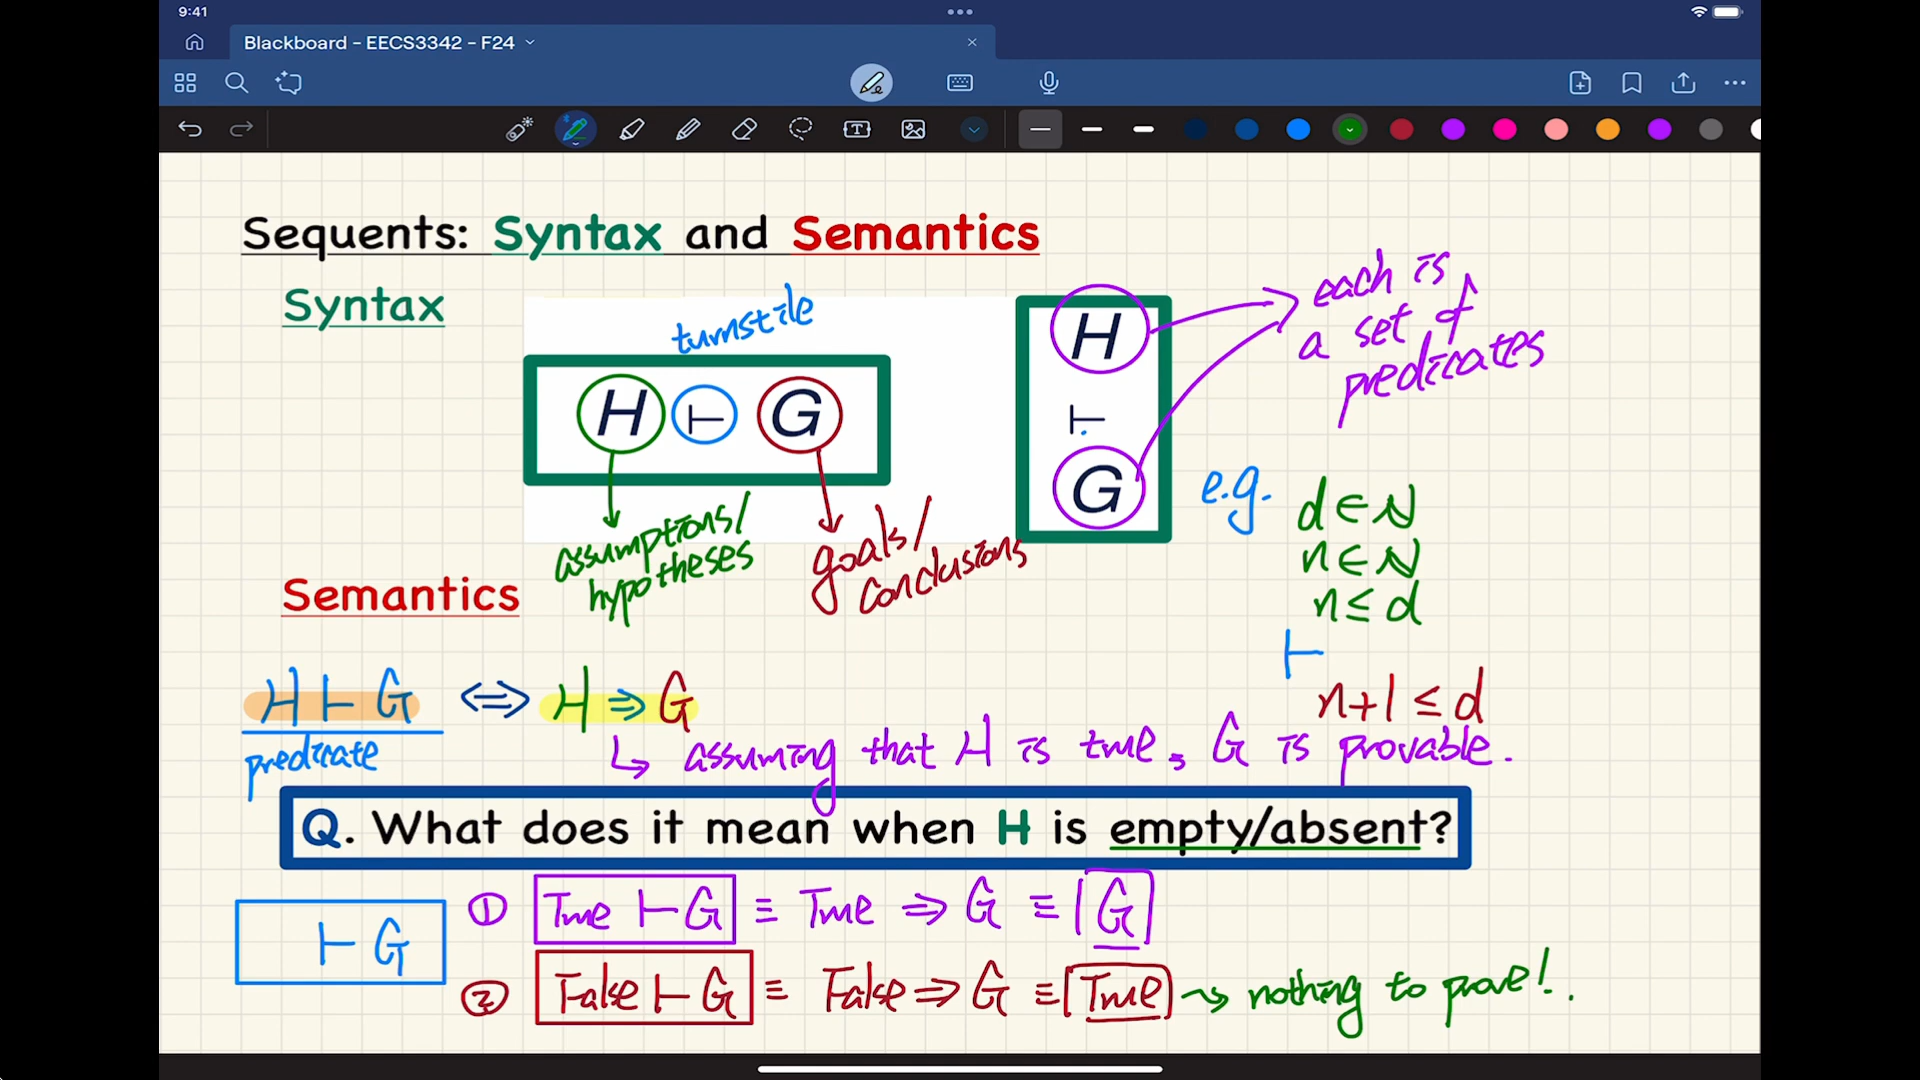 9:41
Blackboard - EECS3342 - F24
Sequents: Syntax and Semantics
Syntax
turnstile
H ⊢ G
assumptions/
hypotheses
goals/
conclusions
H
⊢
G
each is
a set of
predicates
e.g.
d ∈ ℕ
n ∈ ℕ
n ≤ d
⊢
n+1 ≤ d
Semantics
H ⊢ G ⇔ H ⇒ G
predicate
↳ assuming that H is true, G is provable.
Q. What does it mean when H is empty/absent?
⊢ G
① True ⊢ G ≡ True ⇒ G ≡ G
② False ⊢ G ≡ False ⇒ G ≡ True ⇝ nothing to prove!.